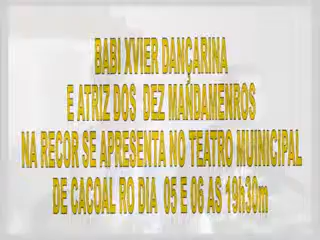 BABI XVIER DANÇARINA
E ATRIZ DOS DEZ MANDAMENROS
NA RECOR SE APRESENTA NO TEATRO MUINICIPAL
DE CACOAL RO DIA 05 E 06 AS 19h30m